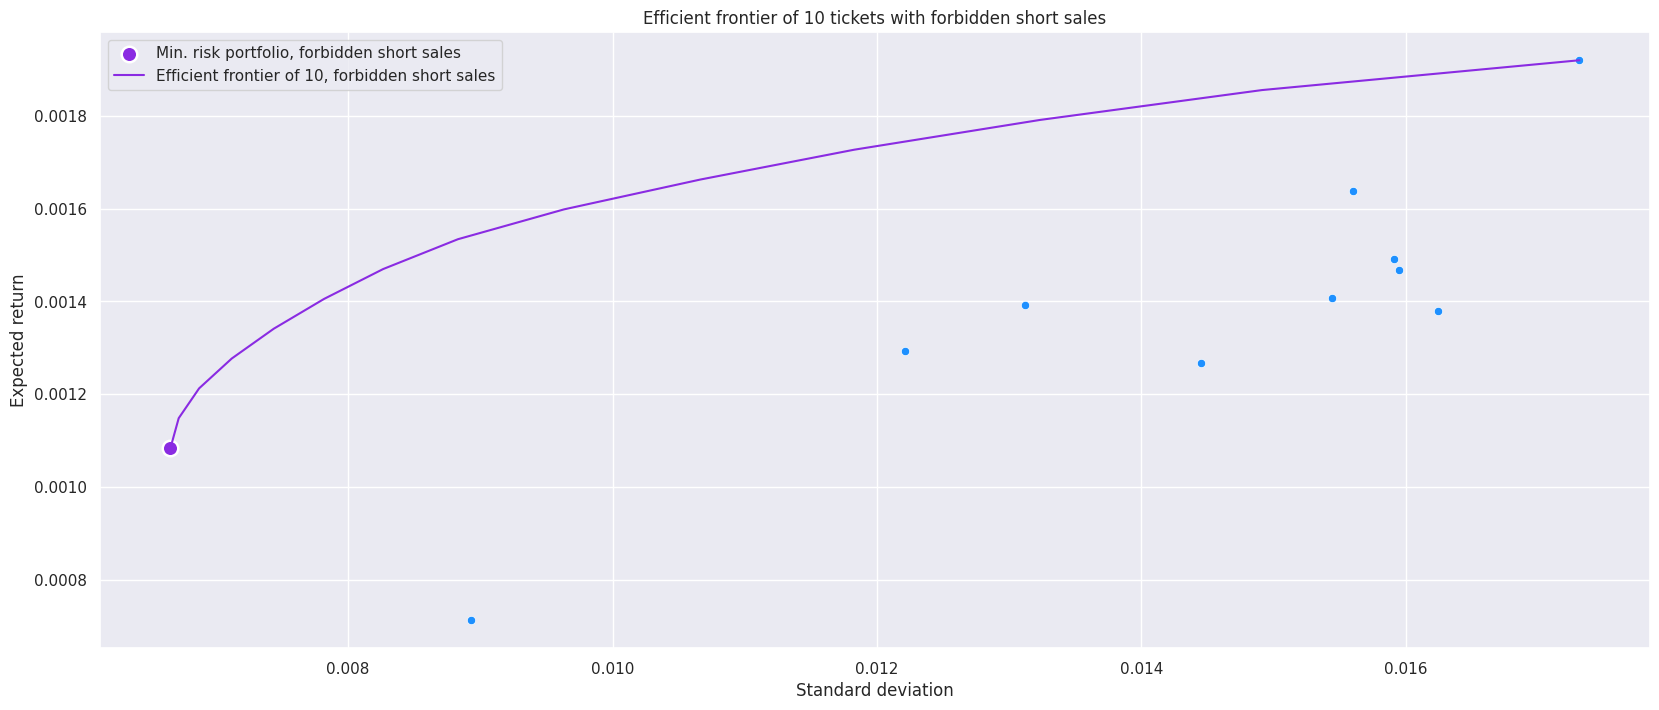 Efficient frontier of 10 tickets with forbidden short sales
Min. risk portfolio, forbidden short sales
Efficient frontier of 10, forbidden short sales
0.0018
0.0016
0.0014
0.0012
0.0010
0.0008
Expected return
0.008 0.010 0.012 0.014 0.016
Standard deviation